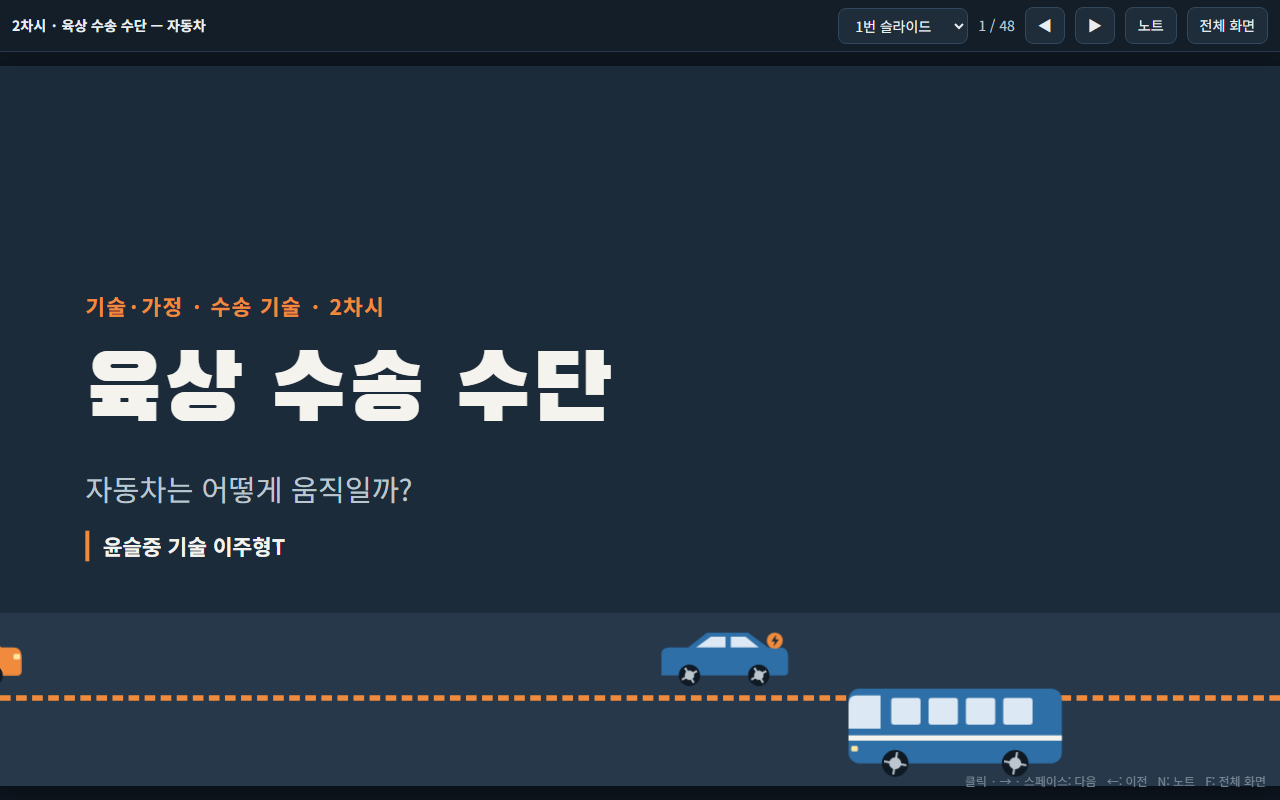 2차시 · 육상 수송 수단 — 자동차
1번 슬라이드
1 / 48
◀
▶
노트
전체 화면
기술·가정 · 수송 기술 · 2차시
육상 수송 수단
자동차는 어떻게 움직일까?
윤슬중 기술 이주형T
클릭 · → · 스페이스: 다음 ←: 이전 N: 노트 F: 전체 화면